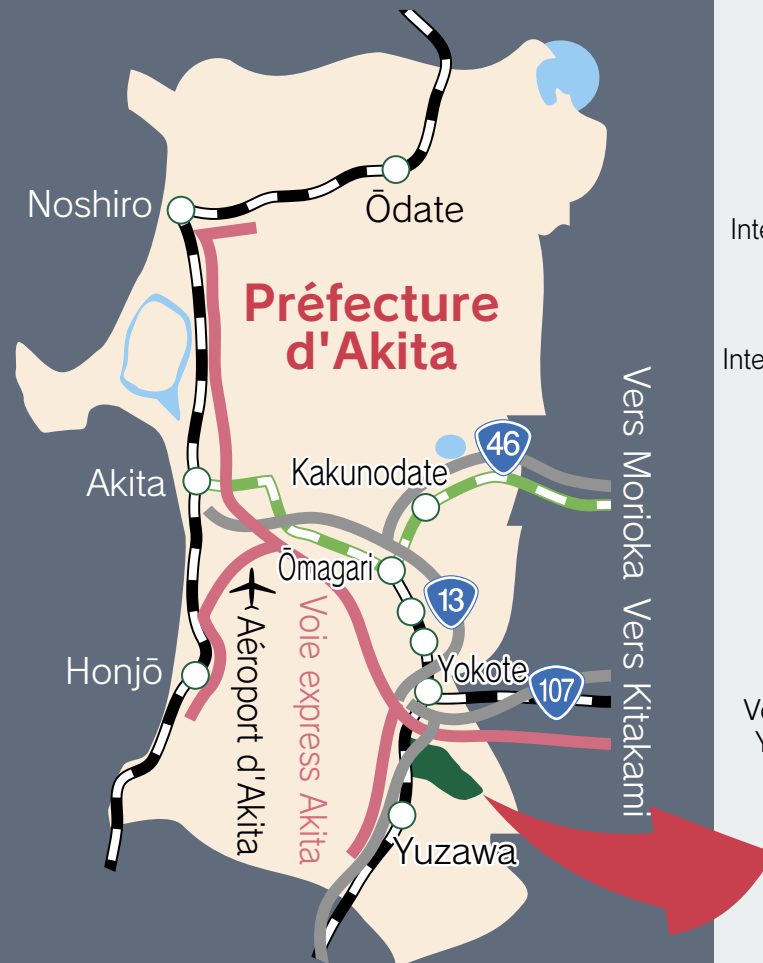 Noshiro
Ōdate
Préfecture
d'Akita
46
Kakunodate
Akita
Ōmagari
13
Vers Morioka
Honjō
Aéroport d'Akita
Voie express Akita
Yokote
107
Vers Kitakami
Yuzawa